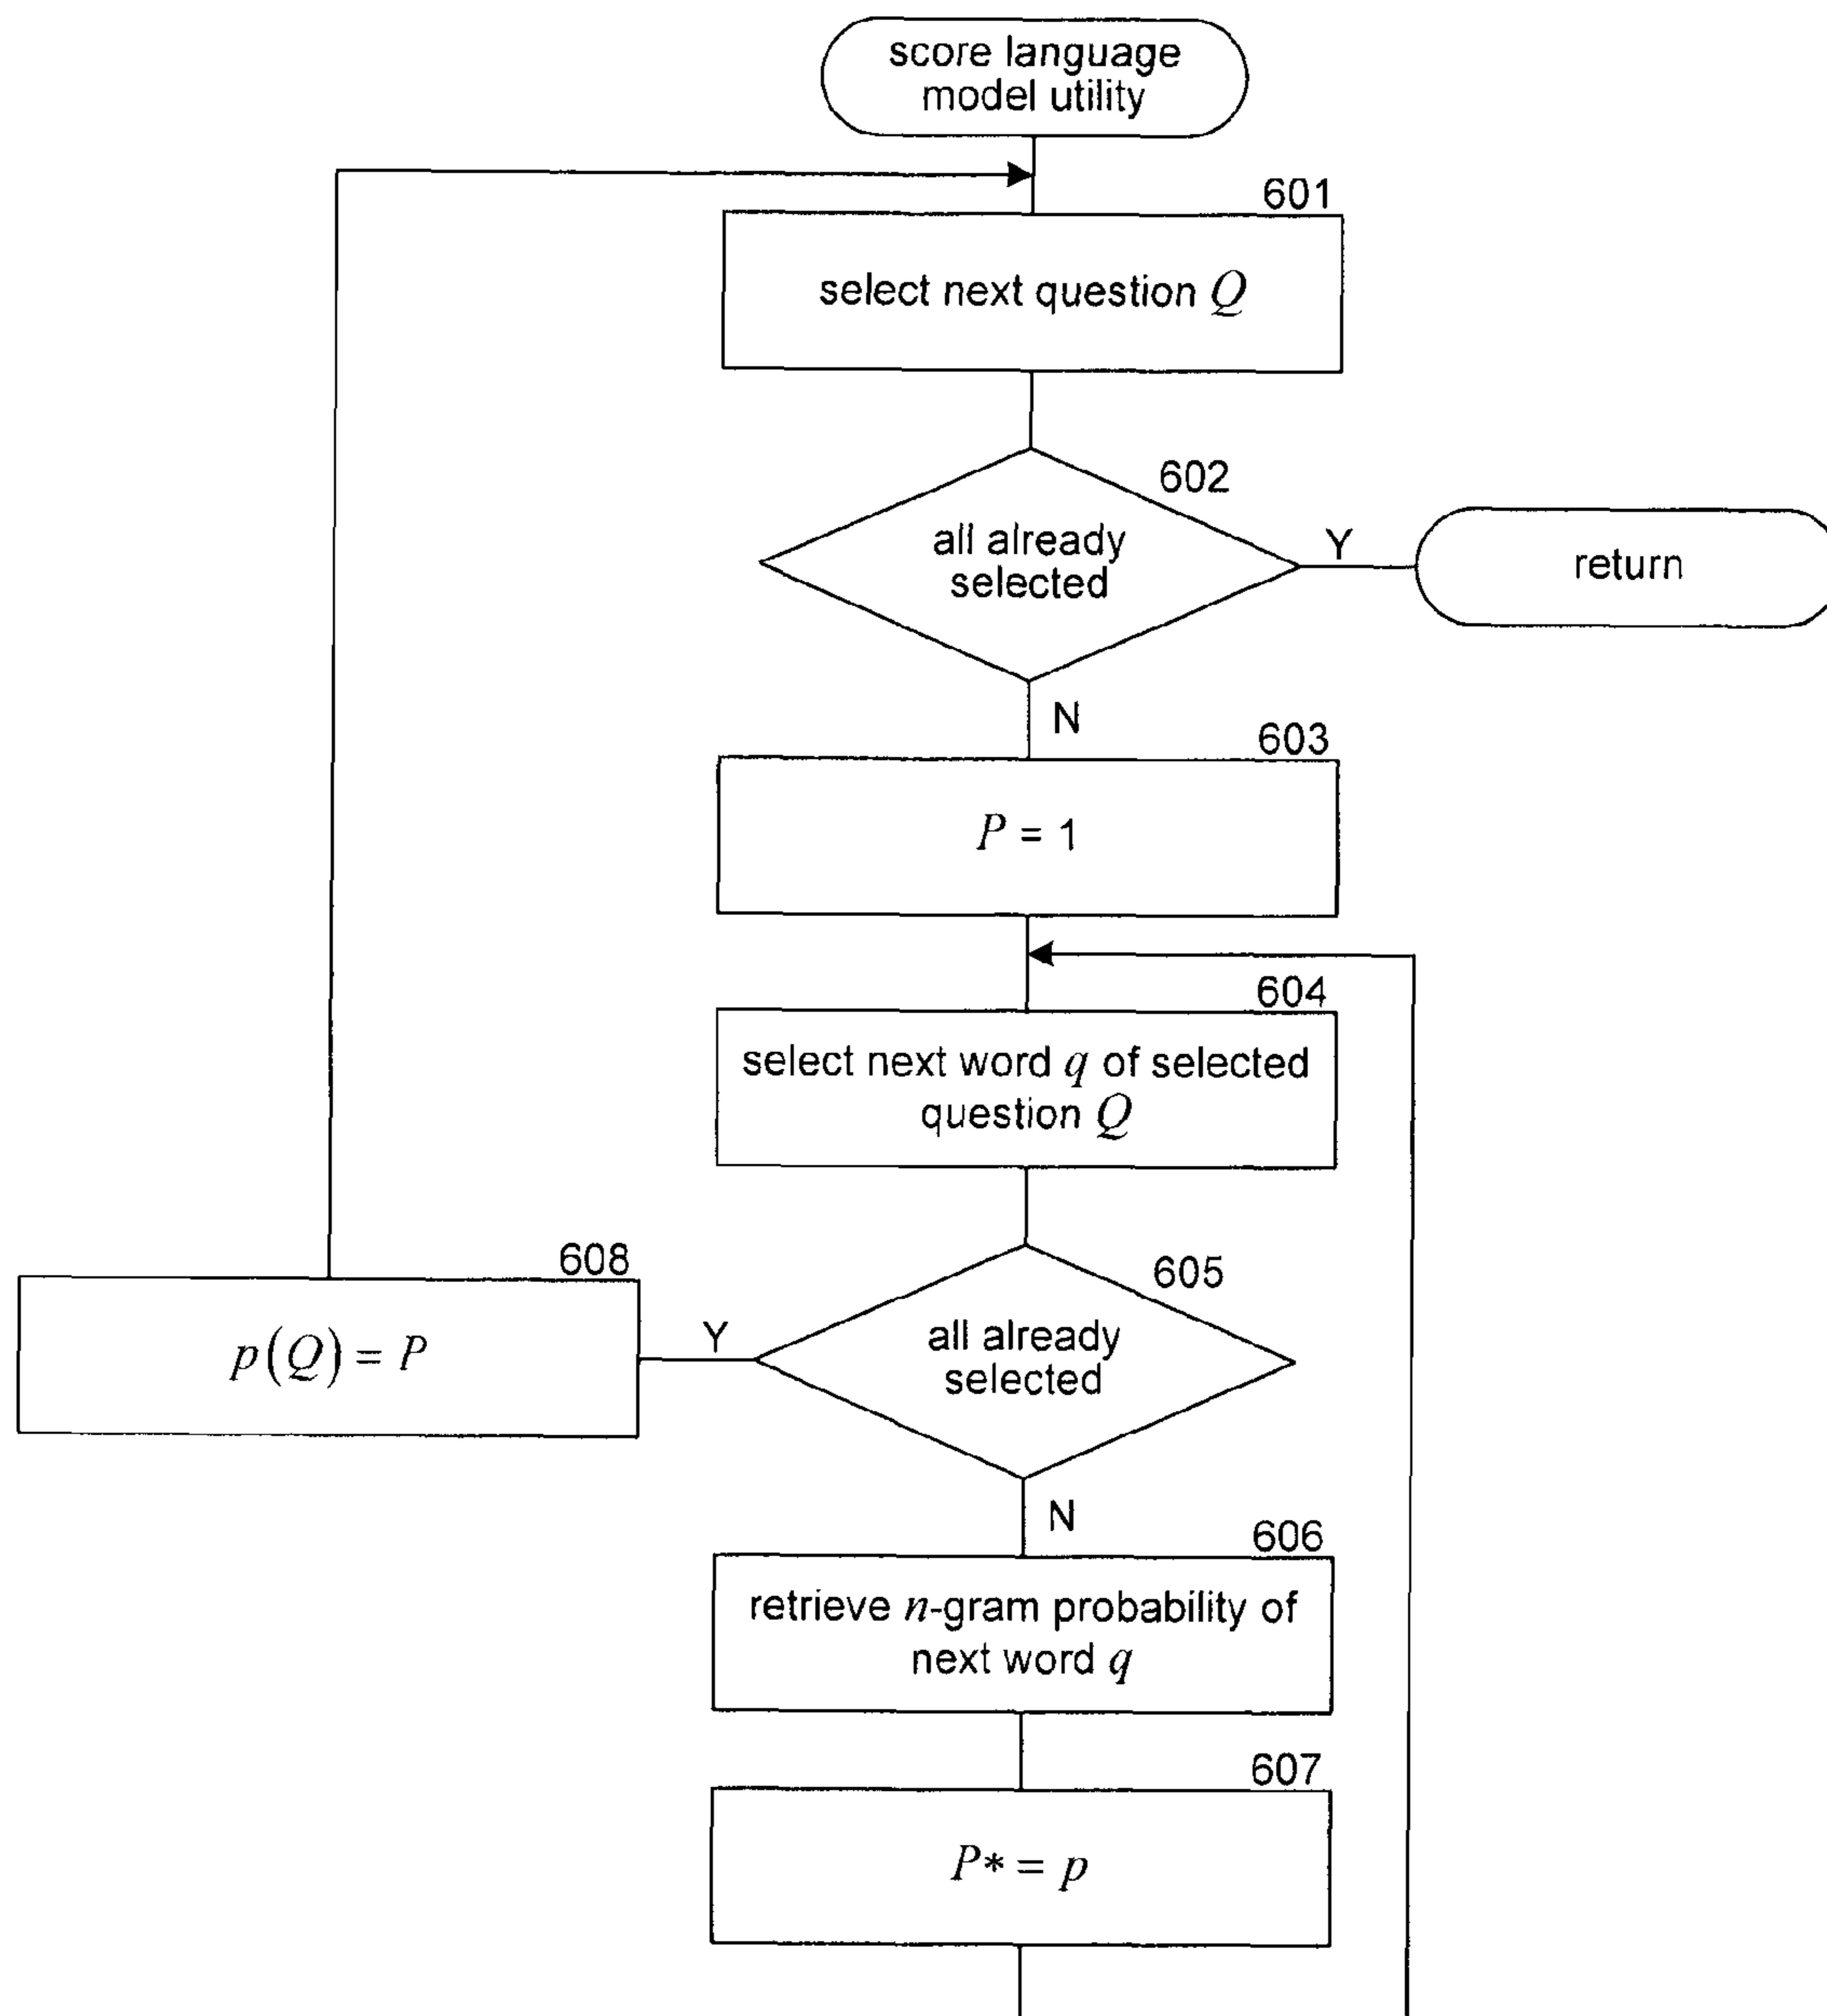 score language
model utility
601
select next question Q
602
all already
selected
Y
return
N
603
P = 1
604
select next word q of selected
question Q
608
p(Q) = P
Y
605
all already
selected
N
606
retrieve n-gram probability of
next word q
607
P* = p